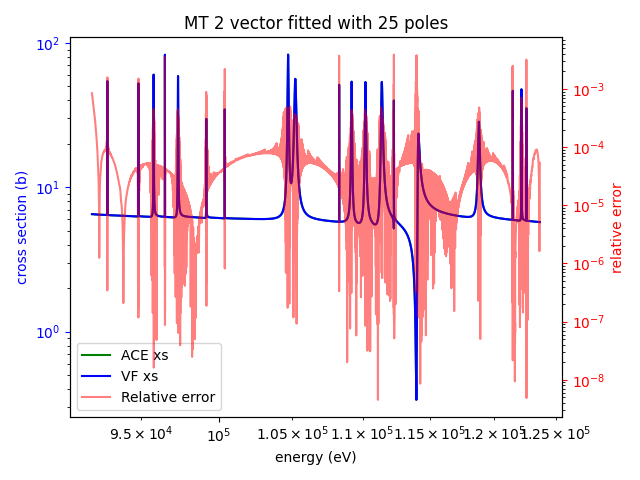 MT 2 vector fitted with 25 poles
10²
10¹
10⁰
cross section (b)
10⁻³
10⁻⁴
10⁻⁵
10⁻⁶
10⁻⁷
10⁻⁸
relative error
ACE xs
VF xs
Relative error
9.5 × 10⁴
10⁵
1.05 × 10⁵
1.1 × 10⁵
1.15 × 10⁵
1.2 × 10⁵
1.25 × 10⁵
energy (eV)